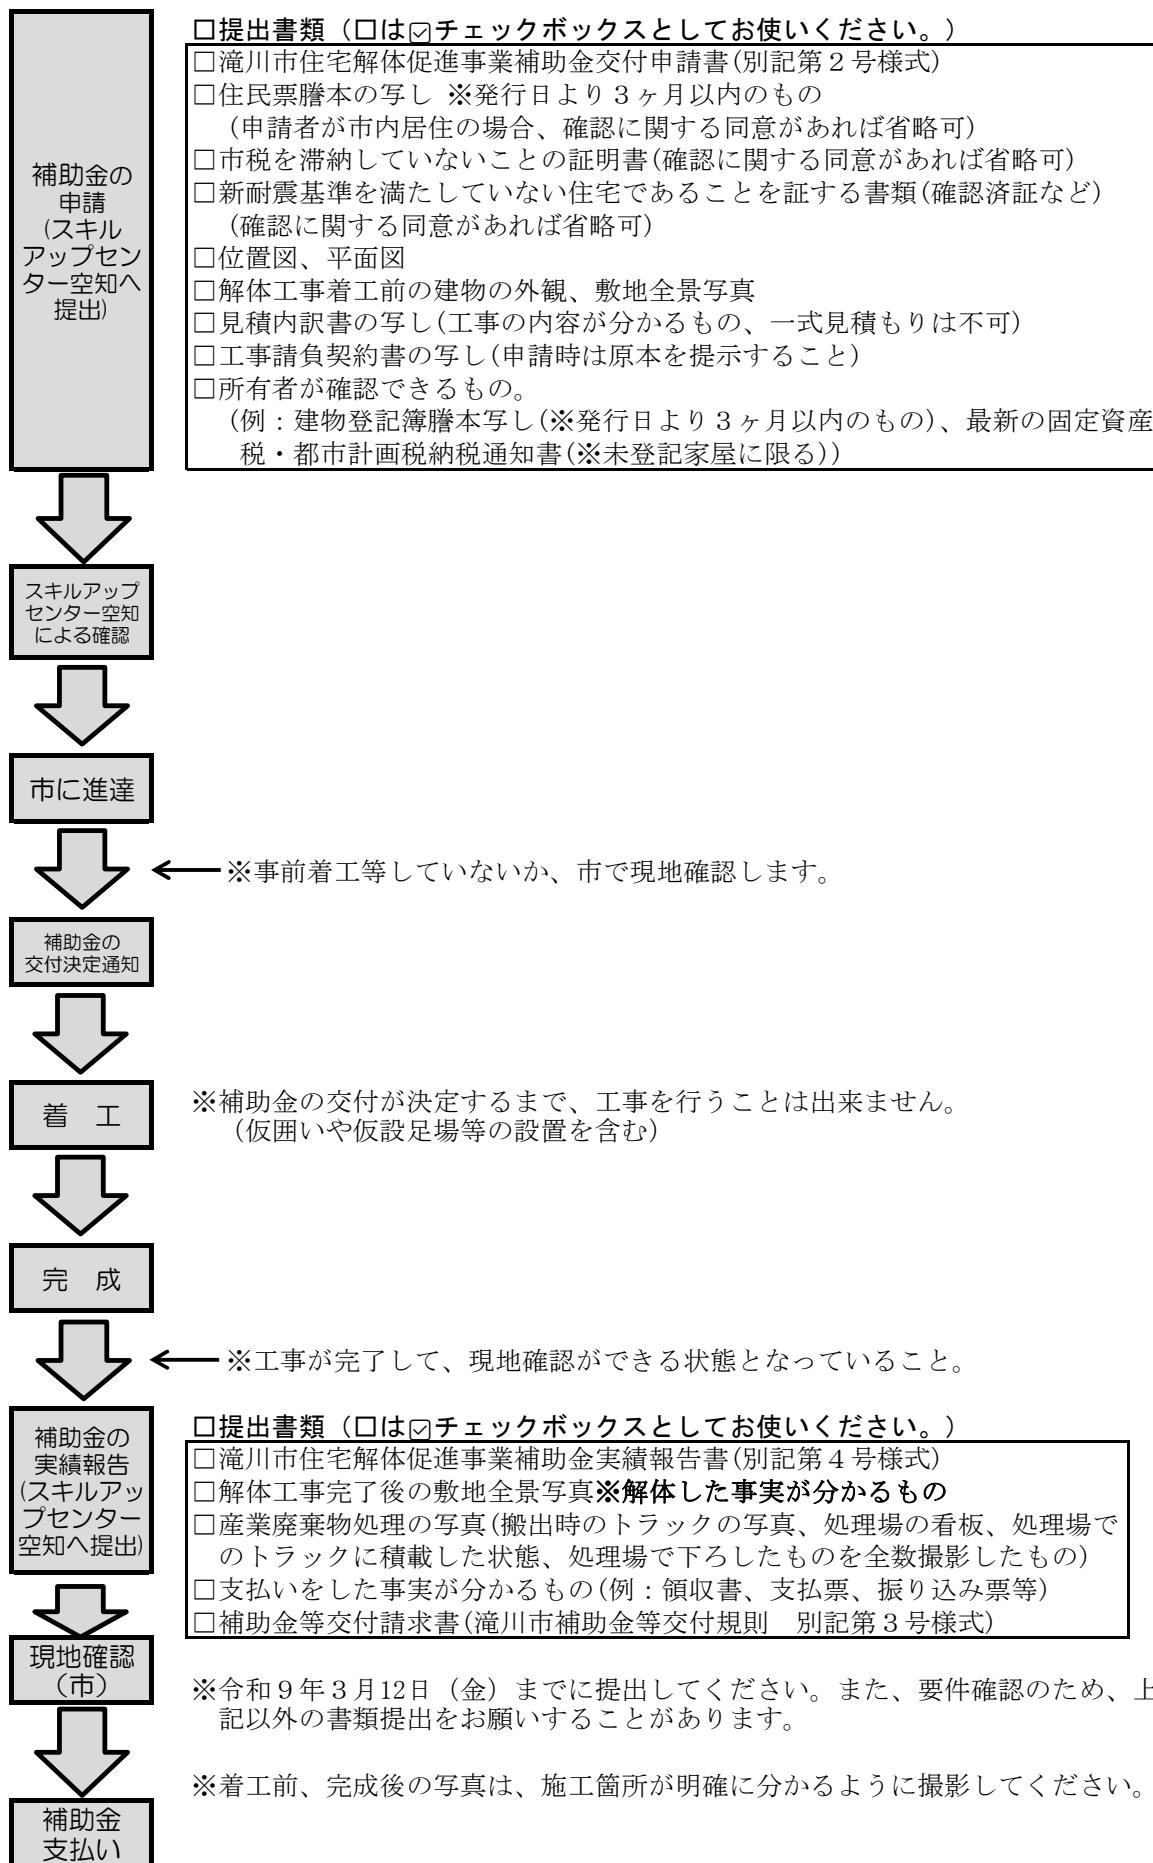 □提出書類（□は☑チェックボックスとしてお使いください。）
補助金の
申請
(スキル
アップセン
ター空知へ
提出)
□滝川市住宅解体促進事業補助金交付申請書(別記第２号様式)
□住民票謄本の写し ※発行日より３ヶ月以内のもの
(申請者が市内居住の場合、確認に関する同意があれば省略可)
□市税を滞納していないことの証明書(確認に関する同意があれば省略可)
□新耐震基準を満たしていない住宅であることを証する書類(確認済証など)
(確認に関する同意があれば省略可)
□位置図、平面図
□解体工事着工前の建物の外観、敷地全景写真
□見積内訳書の写し(工事の内容が分かるもの、一式見積もりは不可)
□工事請負契約書の写し(申請時は原本を提示すること)
□所有者が確認できるもの。
(例：建物登記簿謄本写し(※発行日より３ヶ月以内のもの)、最新の固定資産
税・都市計画税納税通知書(※未登記家屋に限る))
スキルアップ
センター空知
による確認
市に進達
※事前着工等していないか、市で現地確認します。
補助金の
交付決定通知
着　工
※補助金の交付が決定するまで、工事を行うことは出来ません。
(仮囲いや仮設足場等の設置を含む)
完　成
※工事が完了して、現地確認ができる状態となっていること。
補助金の
実績報告
(スキルアッ
プセンター
空知へ提出)
□提出書類（□は☑チェックボックスとしてお使いください。）
□滝川市住宅解体促進事業補助金実績報告書(別記第４号様式)
□解体工事完了後の敷地全景写真※解体した事実が分かるもの
□産業廃棄物処理の写真(搬出時のトラックの写真、処理場の看板、処理場で
のトラックに積載した状態、処理場で下ろしたものを全数撮影したもの)
□支払いをした事実が分かるもの(例：領収書、支払票、振り込み票等)
□補助金等交付請求書(滝川市補助金等交付規則　別記第３号様式)
現地確認
（市）
※令和９年３月12日（金）までに提出してください。また、要件確認のため、上
記以外の書類提出をお願いすることがあります。
※着工前、完成後の写真は、施工箇所が明確に分かるように撮影してください。
補助金
支払い